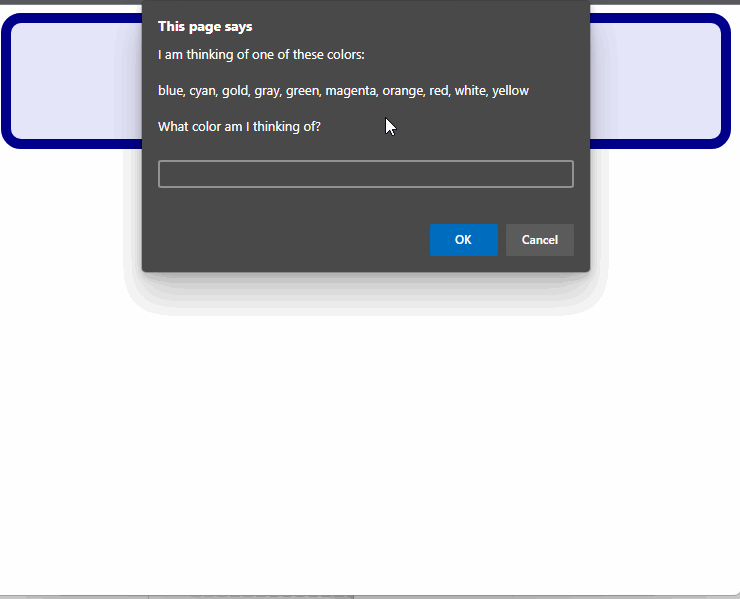 This page says
I am thinking of one of these colors:
blue, cyan, gold, gray, green, magenta, orange, red, white, yellow
What color am I thinking of?
OK
Cancel